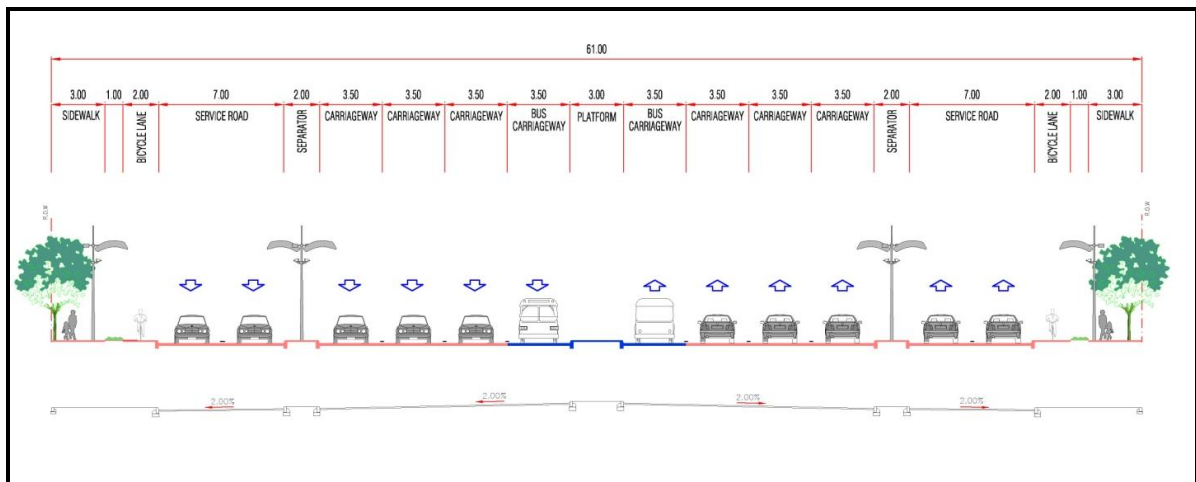 61.00
3.00 1.00 2.00 7.00 2.00 3.50 3.50 3.50 3.50 3.00 3.50 3.50 3.50 3.50 2.00 7.00 2.00 1.00 3.00
SIDEWALK
BICYCLE LANE
SERVICE ROAD
SEPARATOR
CARRIAGEWAY
CARRIAGEWAY
CARRIAGEWAY
BUS
CARRIAGEWAY
PLATFORM
BUS
CARRIAGEWAY
CARRIAGEWAY
CARRIAGEWAY
CARRIAGEWAY
SEPARATOR
SERVICE ROAD
BICYCLE LANE
SIDEWALK
R.O.W
R.O.W
2.00% 2.00% 2.00% 2.00%